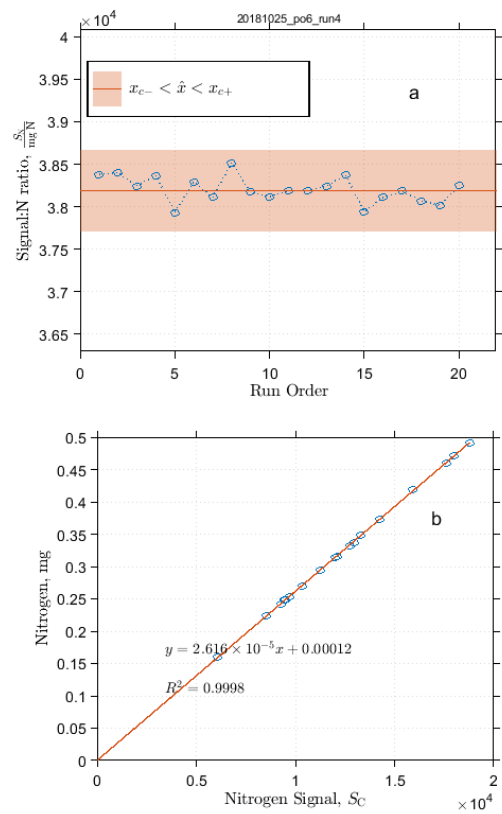 20181025_po6_run4
×10⁴
4
3.95
3.9
3.85
3.8
3.75
3.7
3.65
x_{c−} < x̂ < x_{c+}
a
Signal:N ratio, S_N/mg N
0 5 10 15 20
Run Order
0.5
0.45
0.4
0.35
0.3
0.25
0.2
0.15
0.1
0.05
0
b
y = 2.616 × 10⁻⁵x + 0.00012
R² = 0.9998
Nitrogen, mg
0 0.5 1 1.5 2
Nitrogen Signal, S_C
×10⁴